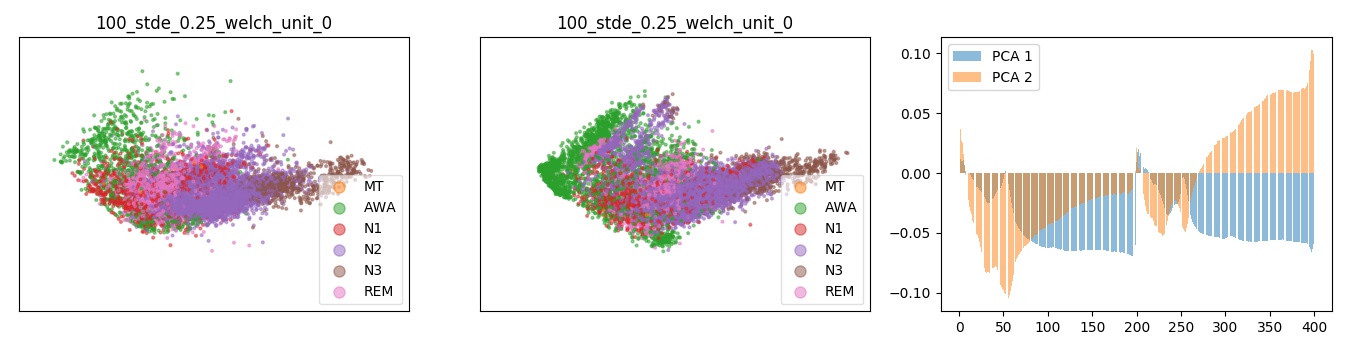 100_stde_0.25_welch_unit_0
MT
AWA
N1
N2
N3
REM
100_stde_0.25_welch_unit_0
MT
AWA
N1
N2
N3
REM
PCA 1
PCA 2
0.10
0.05
0.00
−0.05
−0.10
0 50 100 150 200 250 300 350 400